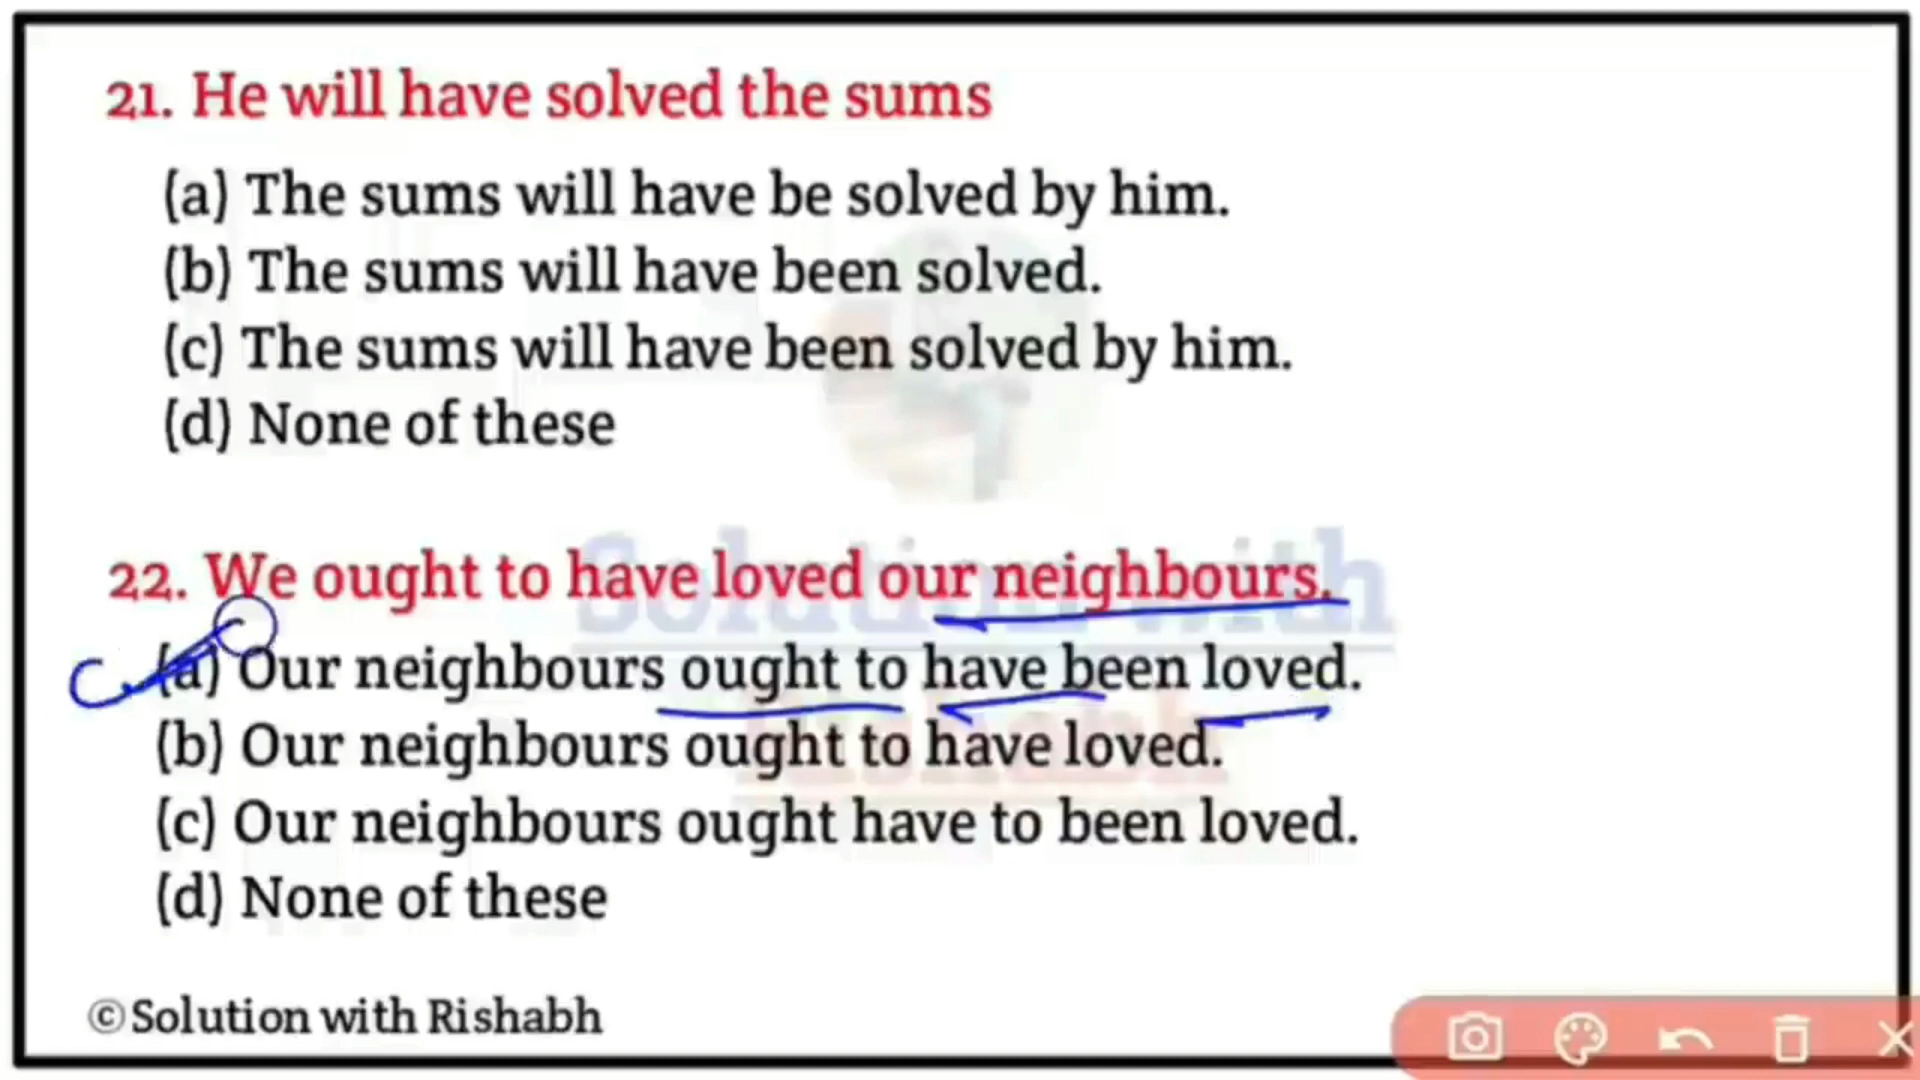 21. He will have solved the sums
(a) The sums will have be solved by him.
(b) The sums will have been solved.
(c) The sums will have been solved by him.
(d) None of these
22. We ought to have loved our neighbours.
(a) Our neighbours ought to have been loved.
(b) Our neighbours ought to have loved.
(c) Our neighbours ought have to been loved.
(d) None of these
Solution with
Rishabh
©Solution with Rishabh